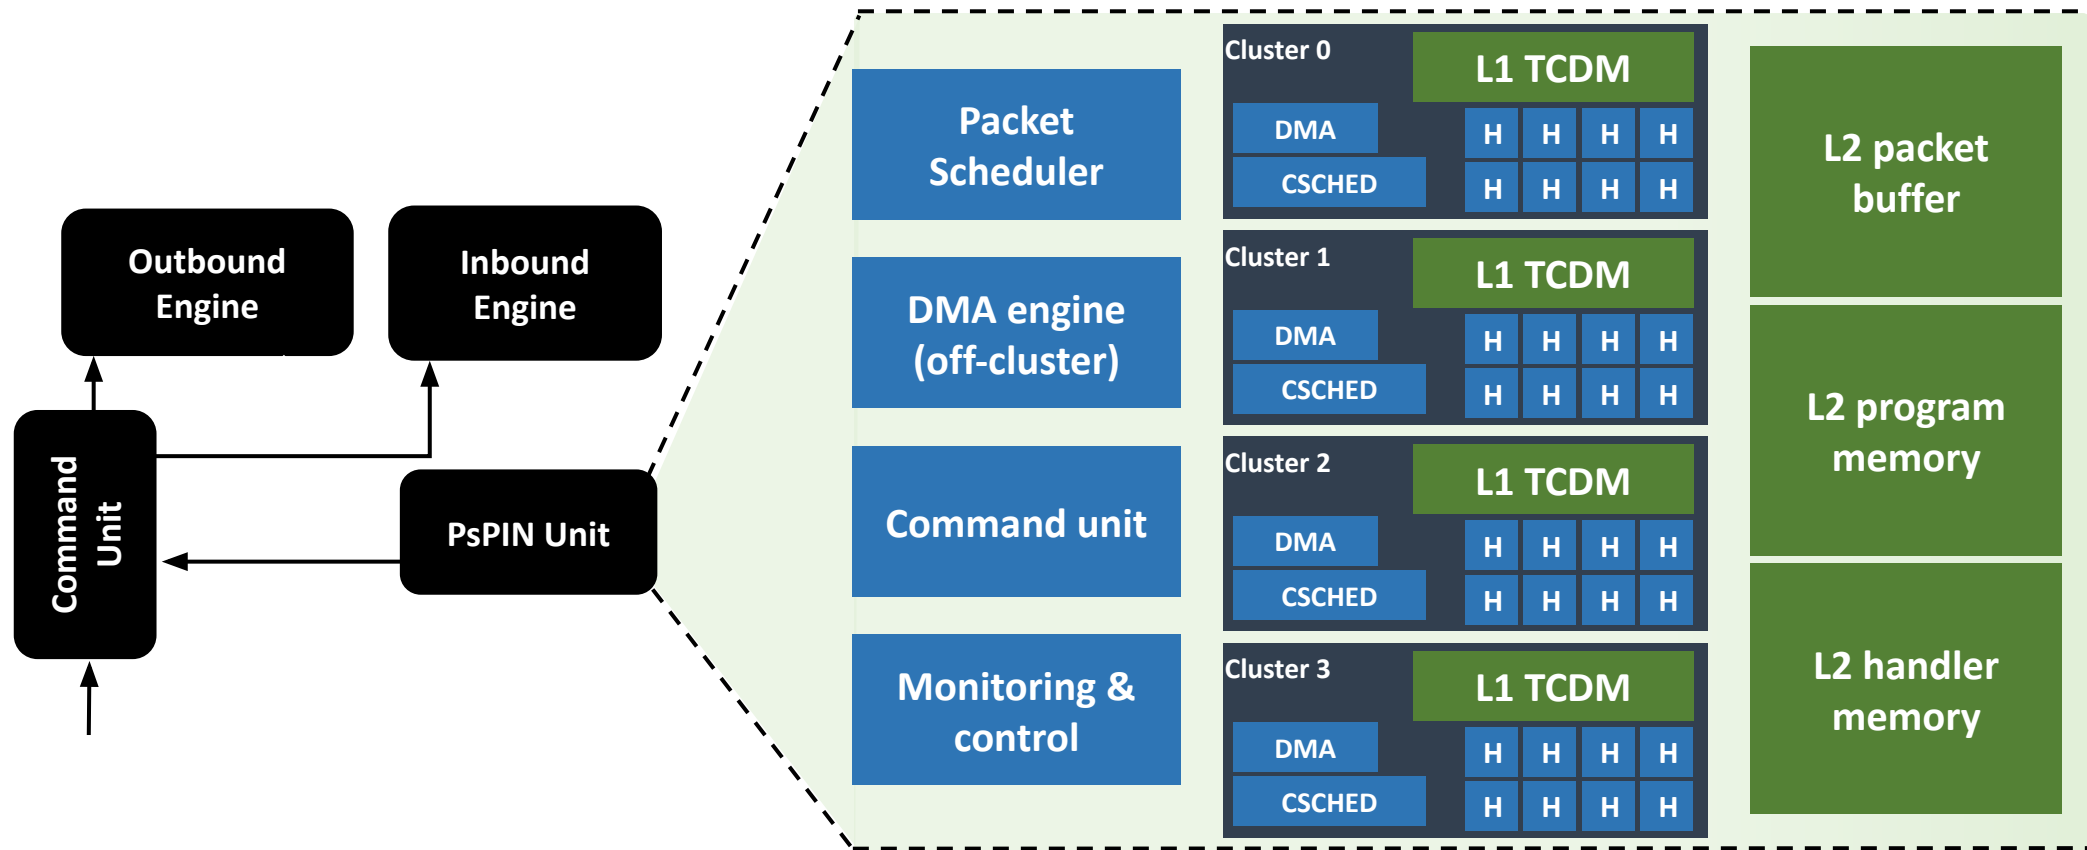 Outbound
Engine
Inbound
Engine
Command
Unit
PsPIN Unit
Packet
Scheduler
DMA engine
(off-cluster)
Command unit
Monitoring &
control
Cluster 0
L1 TCDM
DMA
CSCHED
H H H H
H H H H
Cluster 1
L1 TCDM
DMA
CSCHED
H H H H
H H H H
Cluster 2
L1 TCDM
DMA
CSCHED
H H H H
H H H H
Cluster 3
L1 TCDM
DMA
CSCHED
H H H H
H H H H
L2 packet
buffer
L2 program
memory
L2 handler
memory